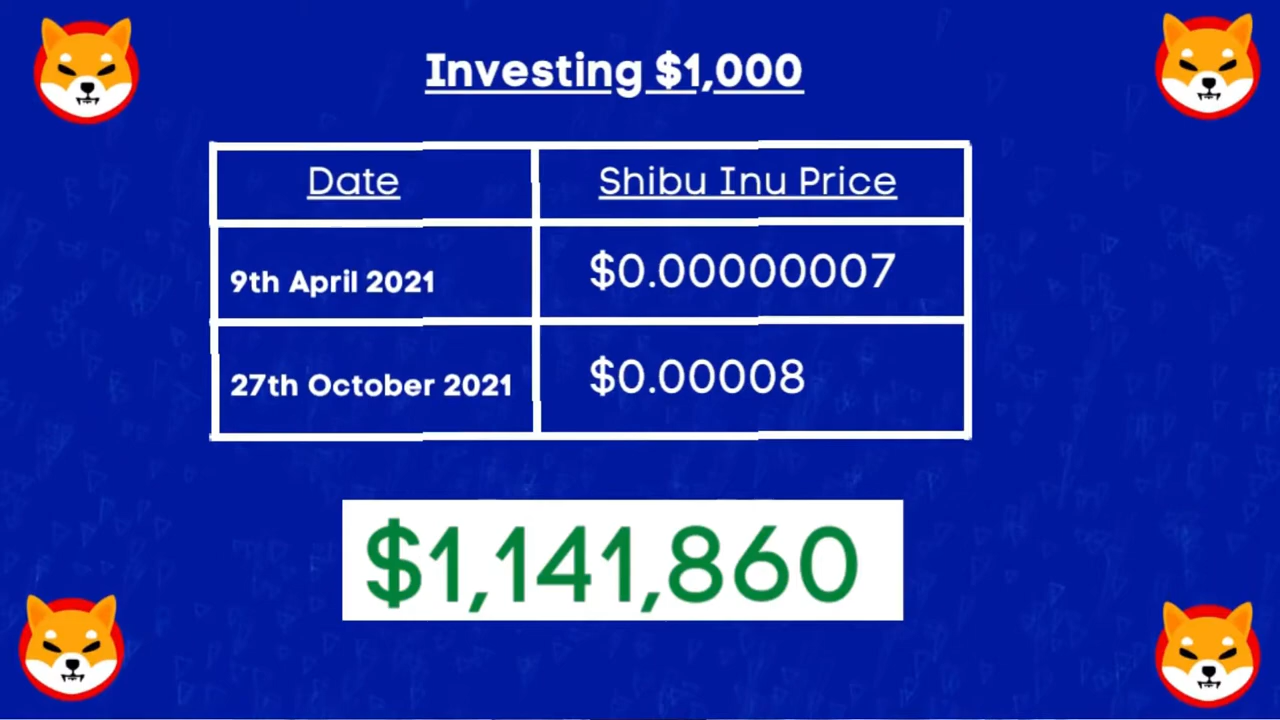 Investing $1,000
Date Shibu Inu Price
9th April 2021 $0.00000007
27th October 2021 $0.00008
$1,141,860